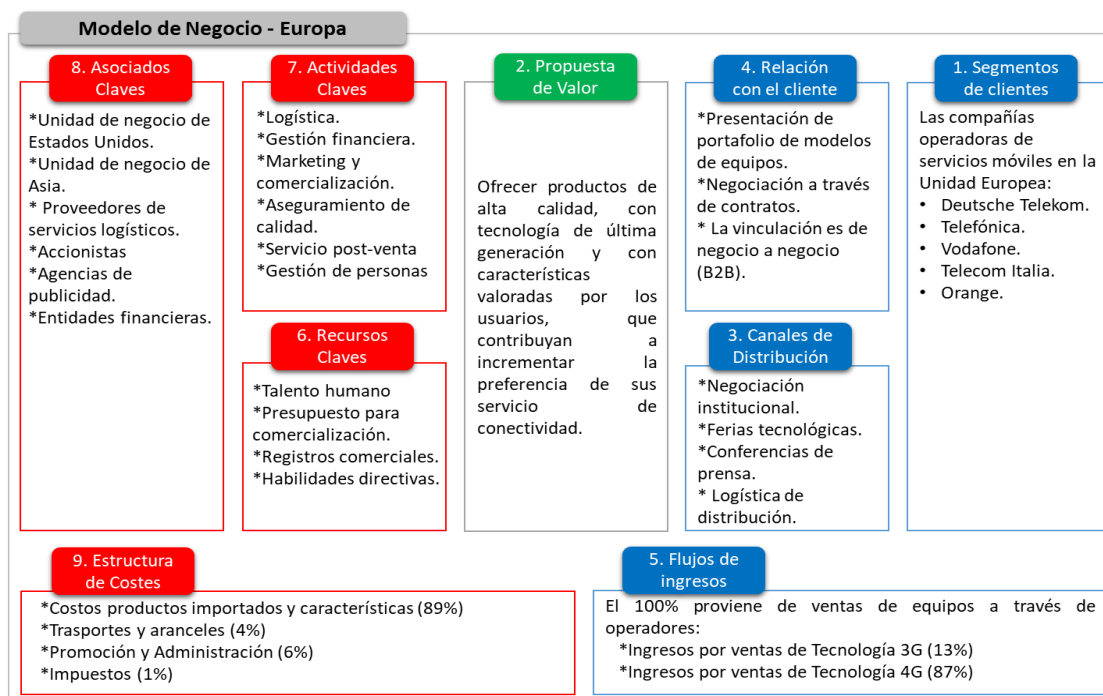 Modelo de Negocio - Europa
8. Asociados
Claves
*Unidad de negocio de
Estados Unidos.
*Unidad de negocio de
Asia.
* Proveedores de
servicios logísticos.
*Accionistas
*Agencias de
publicidad.
*Entidades financieras.
7. Actividades
Claves
*Logística.
*Gestión financiera.
*Marketing y
comercialización.
*Aseguramiento de
calidad.
*Servicio post-venta
*Gestión de personas
6. Recursos
Claves
*Talento humano
*Presupuesto para
comercialización.
*Registros comerciales.
*Habilidades directivas.
2. Propuesta
de Valor
Ofrecer productos de
alta calidad, con
tecnología de última
generación y con
características
valoradas por los
usuarios, que
contribuyan a
incrementar la
preferencia de sus
servicio de
conectividad.
4. Relación
con el cliente
*Presentación de
portafolio de modelos
de equipos.
*Negociación a través
de contratos.
* La vinculación es de
negocio a negocio
(B2B).
3. Canales de
Distribución
*Negociación
institucional.
*Ferias tecnológicas.
*Conferencias de
prensa.
* Logística de
distribución.
1. Segmentos
de clientes
Las compañías
operadoras de
servicios móviles en la
Unidad Europea:
• Deutsche Telekom.
• Telefónica.
• Vodafone.
• Telecom Italia.
• Orange.
9. Estructura
de Costes
*Costos productos importados y características (89%)
*Trasportes y aranceles (4%)
*Promoción y Administración (6%)
*Impuestos (1%)
5. Flujos de
ingresos
El 100% proviene de ventas de equipos a través de
operadores:
*Ingresos por ventas de Tecnología 3G (13%)
*Ingresos por ventas de Tecnología 4G (87%)